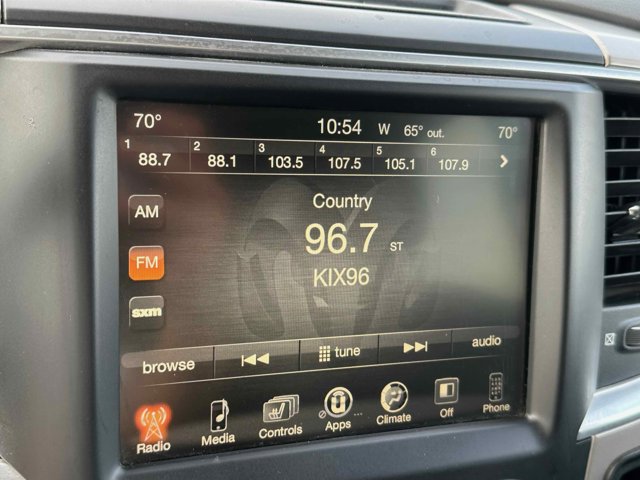 70° 10:54 W 65° out. 70°
1 88.7 2 88.1 3 103.5 4 107.5 5 105.1 6 107.9
AM
FM
sxm
Country
96.7 ST
KIX96
browse tune audio
Radio Media Controls Apps Climate Off Phone